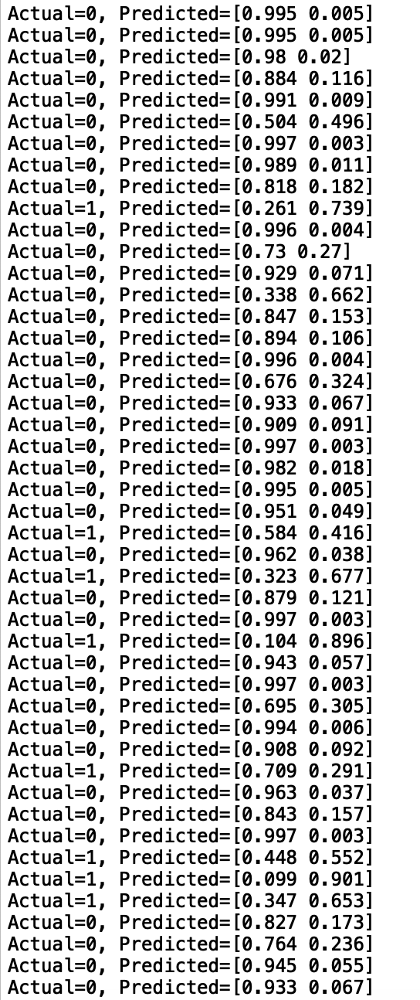 Actual=0, Predicted=[0.995 0.005]
Actual=0, Predicted=[0.995 0.005]
Actual=0, Predicted=[0.98 0.02]
Actual=0, Predicted=[0.884 0.116]
Actual=0, Predicted=[0.991 0.009]
Actual=0, Predicted=[0.504 0.496]
Actual=0, Predicted=[0.997 0.003]
Actual=0, Predicted=[0.989 0.011]
Actual=0, Predicted=[0.818 0.182]
Actual=1, Predicted=[0.261 0.739]
Actual=0, Predicted=[0.996 0.004]
Actual=0, Predicted=[0.73 0.27]
Actual=0, Predicted=[0.929 0.071]
Actual=0, Predicted=[0.338 0.662]
Actual=0, Predicted=[0.847 0.153]
Actual=0, Predicted=[0.894 0.106]
Actual=0, Predicted=[0.996 0.004]
Actual=0, Predicted=[0.676 0.324]
Actual=0, Predicted=[0.933 0.067]
Actual=0, Predicted=[0.909 0.091]
Actual=0, Predicted=[0.997 0.003]
Actual=0, Predicted=[0.982 0.018]
Actual=0, Predicted=[0.995 0.005]
Actual=0, Predicted=[0.951 0.049]
Actual=1, Predicted=[0.584 0.416]
Actual=0, Predicted=[0.962 0.038]
Actual=1, Predicted=[0.323 0.677]
Actual=0, Predicted=[0.879 0.121]
Actual=0, Predicted=[0.997 0.003]
Actual=1, Predicted=[0.104 0.896]
Actual=0, Predicted=[0.943 0.057]
Actual=0, Predicted=[0.997 0.003]
Actual=0, Predicted=[0.695 0.305]
Actual=0, Predicted=[0.994 0.006]
Actual=0, Predicted=[0.908 0.092]
Actual=1, Predicted=[0.709 0.291]
Actual=0, Predicted=[0.963 0.037]
Actual=0, Predicted=[0.843 0.157]
Actual=0, Predicted=[0.997 0.003]
Actual=1, Predicted=[0.448 0.552]
Actual=1, Predicted=[0.099 0.901]
Actual=1, Predicted=[0.347 0.653]
Actual=0, Predicted=[0.827 0.173]
Actual=0, Predicted=[0.764 0.236]
Actual=0, Predicted=[0.945 0.055]
Actual=0, Predicted=[0.933 0.067]